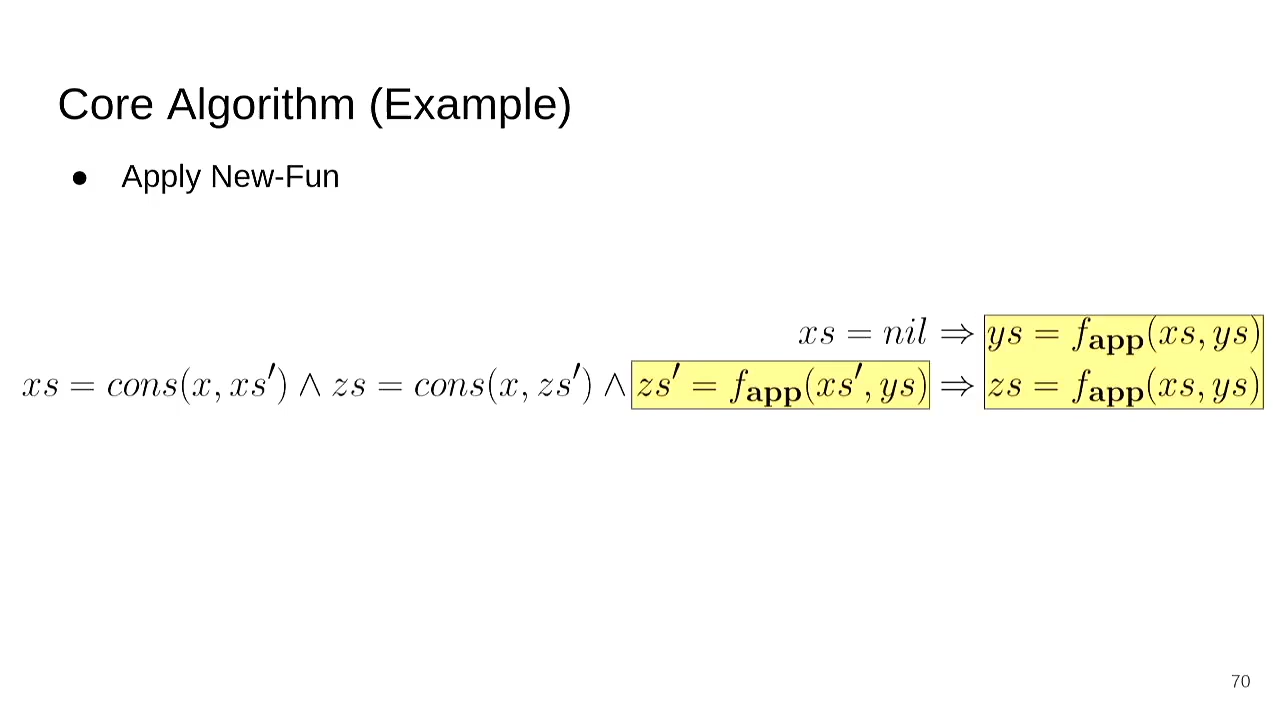 Core Algorithm (Example)
● Apply New-Fun
xs = nil ⇒ ys = f_app(xs, ys)
xs = cons(x, xs′) ∧ zs = cons(x, zs′) ∧ zs′ = f_app(xs′, ys) ⇒ zs = f_app(xs, ys)
70